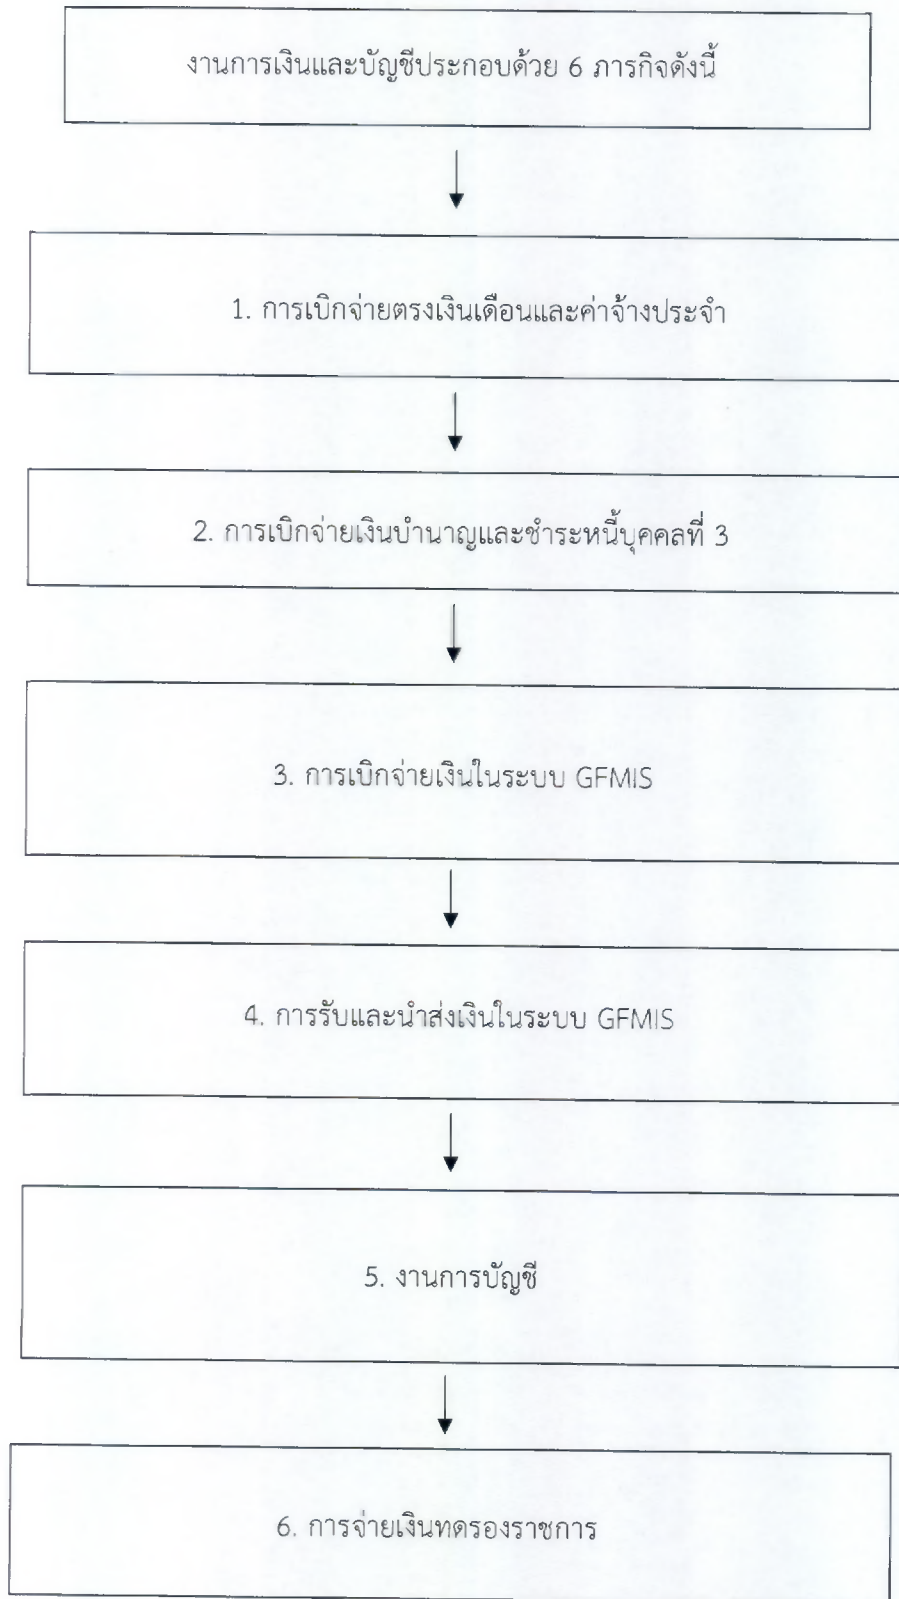 งานการเงินและบัญชีประกอบด้วย 6 ภารกิจดังนี้
1. การเบิกจ่ายตรงเงินเดือนและค่าจ้างประจำ
2. การเบิกจ่ายเงินบำนาญและชำระหนี้บุคคลที่ 3
3. การเบิกจ่ายเงินในระบบ GFMIS
4. การรับและนำส่งเงินในระบบ GFMIS
5. งานการบัญชี
6. การจ่ายเงินทดรองราชการ